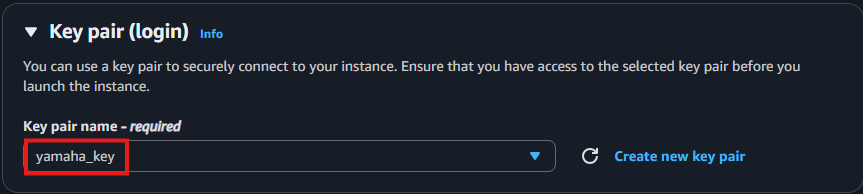 Key pair (login) Info
You can use a key pair to securely connect to your instance. Ensure that you have access to the selected key pair before you
launch the instance.
Key pair name - required
yamaha_key
Create new key pair